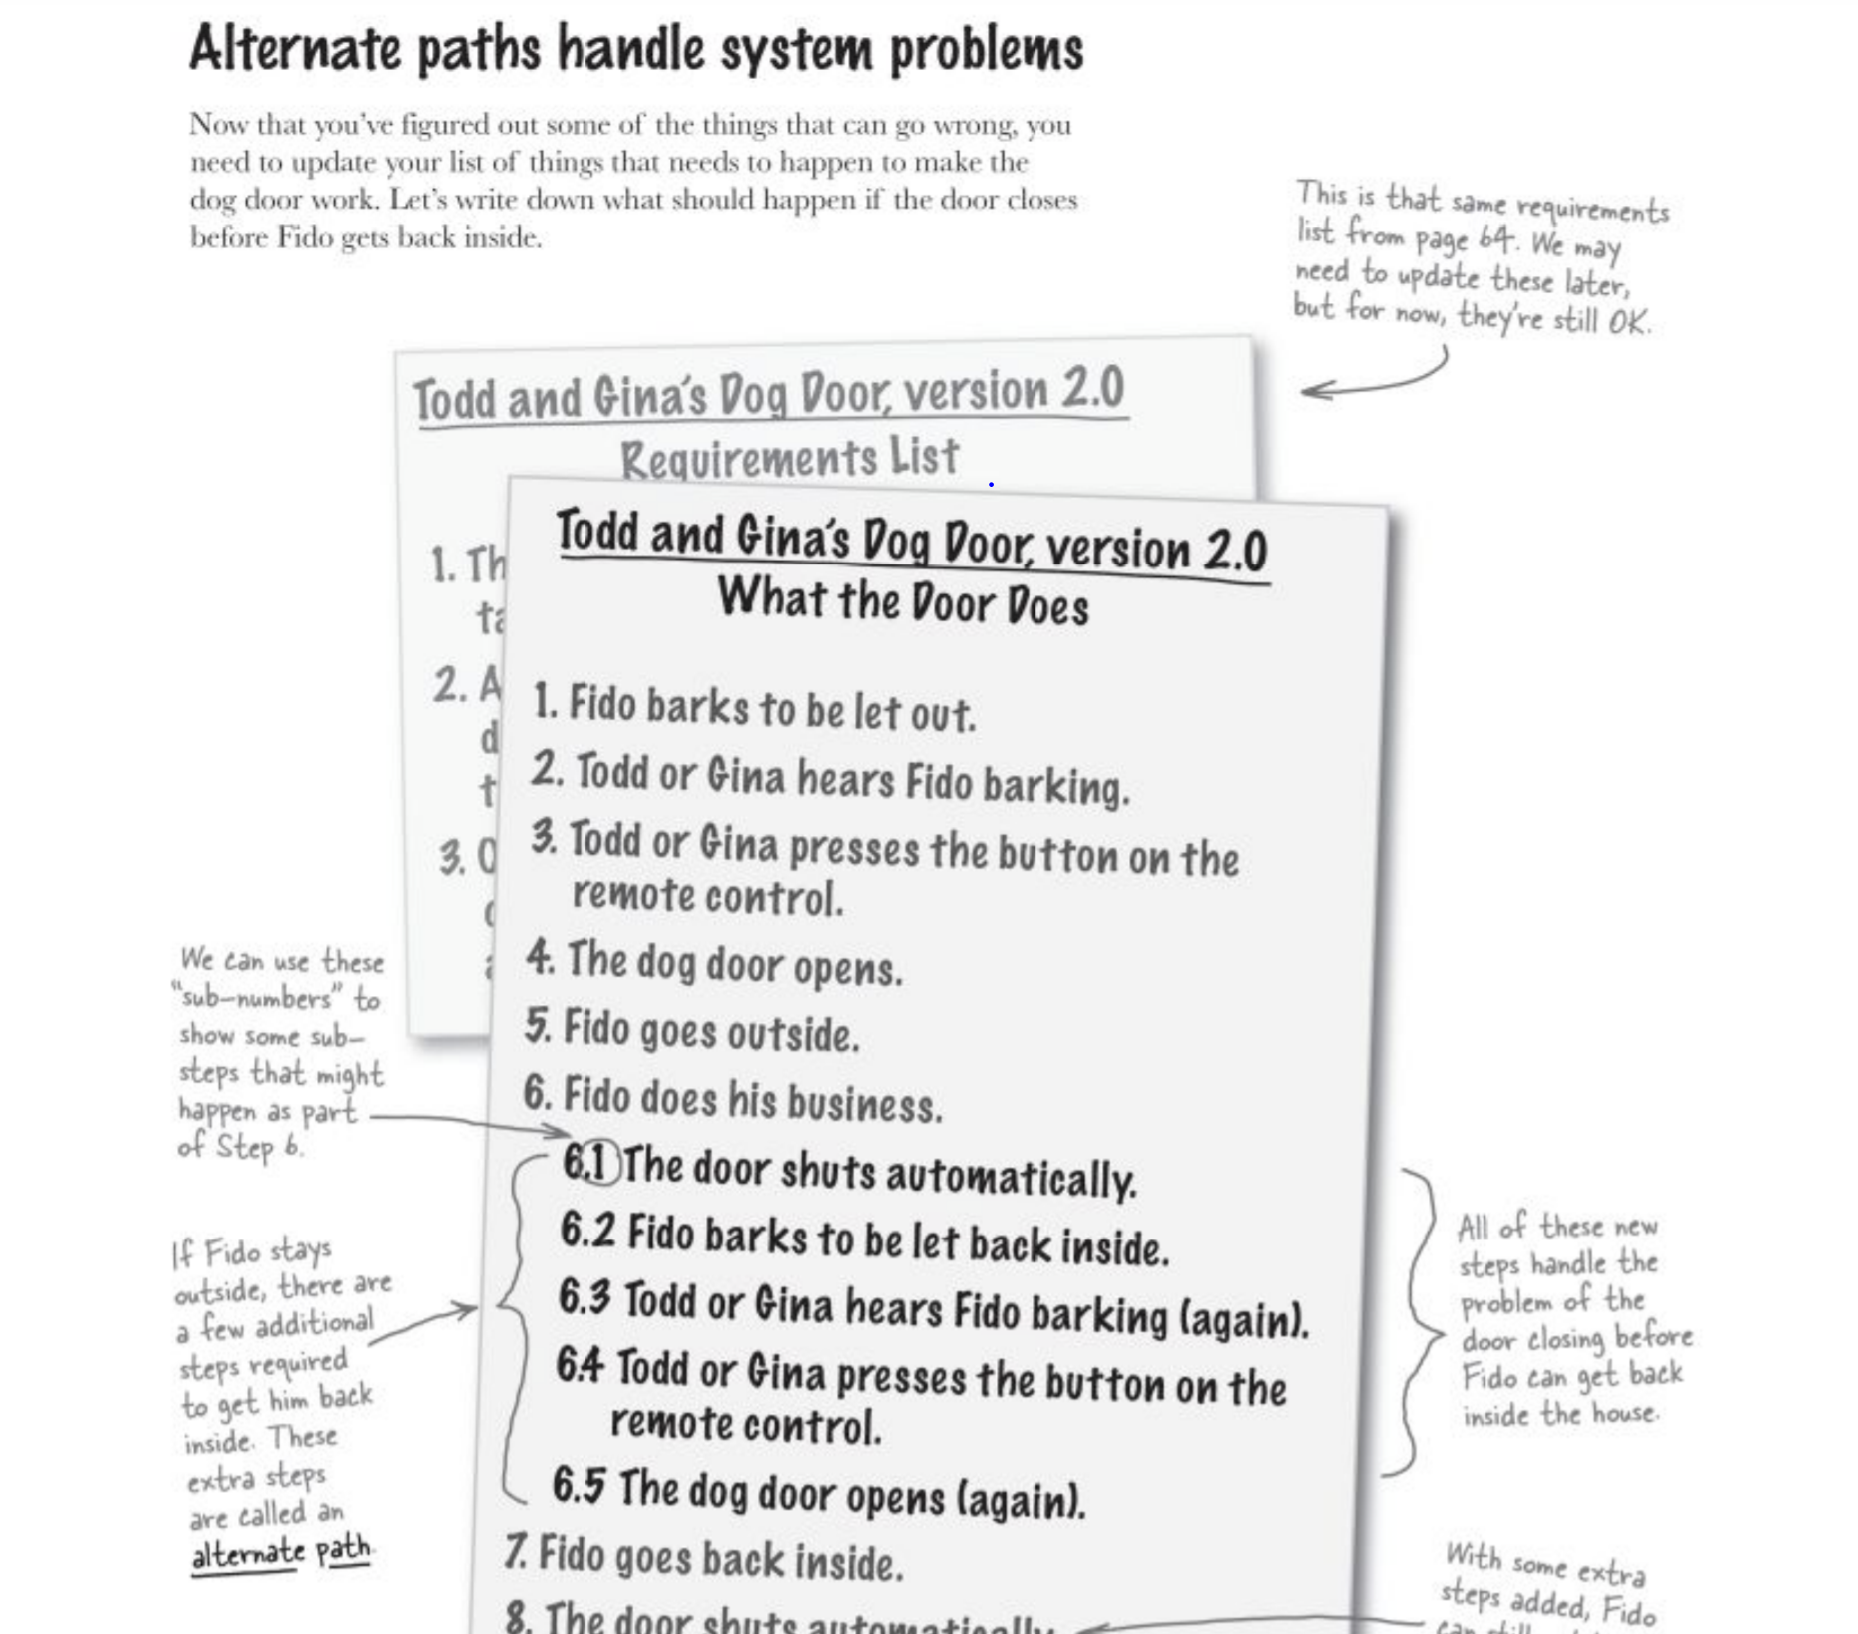 Alternate paths handle system problems
Now that you've figured out some of the things that can go wrong, you
need to update your list of things that needs to happen to make the
dog door work. Let's write down what should happen if the door closes
before Fido gets back inside.
This is that same requirements
list from page 64. We may
need to update these later,
but for now, they're still OK.
Todd and Gina's Dog Door, version 2.0
Requirements List
1. Th
ta
2. A
d
t
3. O
Todd and Gina's Dog Door, version 2.0
What the Door Does
1. Fido barks to be let out.
2. Todd or Gina hears Fido barking.
3. Todd or Gina presses the button on the
remote control.
4. The dog door opens.
5. Fido goes outside.
6. Fido does his business.
6.1 The door shuts automatically.
6.2 Fido barks to be let back inside.
6.3 Todd or Gina hears Fido barking (again).
6.4 Todd or Gina presses the button on the
remote control.
6.5 The dog door opens (again).
7. Fido goes back inside.
8. The door shuts automatically
We can use these
"sub-numbers" to
show some sub-
steps that might
happen as part
of Step 6.
If Fido stays
outside, there are
a few additional
steps required
to get him back
inside. These
extra steps
are called an
alternate path.
All of these new
steps handle the
problem of the
door closing before
Fido can get back
inside the house.
With some extra
steps added, Fido
can still